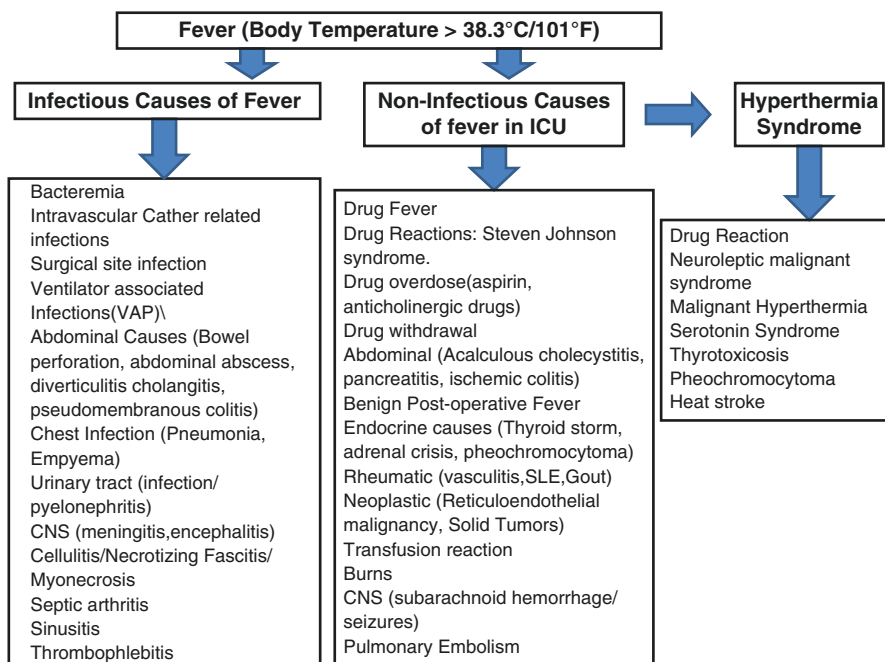 Fever (Body Temperature > 38.3°C/101°F)
Infectious Causes of Fever
Non-Infectious Causes
of fever in ICU
Hyperthermia
Syndrome
Bacteremia
Intravascular Cather related
infections
Surgical site infection
Ventilator associated
Infections(VAP)\
Abdominal Causes (Bowel
perforation, abdominal abscess,
diverticulitis cholangitis,
pseudomembranous colitis)
Chest Infection (Pneumonia,
Empyema)
Urinary tract (infection/
pyelonephritis)
CNS (meningitis,encephalitis)
Cellulitis/Necrotizing Fascitis/
Myonecrosis
Septic arthritis
Sinusitis
Thrombophlebitis
Drug Fever
Drug Reactions: Steven Johnson
syndrome.
Drug overdose(aspirin,
anticholinergic drugs)
Drug withdrawal
Abdominal (Acalculous cholecystitis,
pancreatitis, ischemic colitis)
Benign Post-operative Fever
Endocrine causes (Thyroid storm,
adrenal crisis, pheochromocytoma)
Rheumatic (vasculitis,SLE,Gout)
Neoplastic (Reticuloendothelial
malignancy, Solid Tumors)
Transfusion reaction
Burns
CNS (subarachnoid hemorrhage/
seizures)
Pulmonary Embolism
Drug Reaction
Neuroleptic malignant
syndrome
Malignant Hyperthermia
Serotonin Syndrome
Thyrotoxicosis
Pheochromocytoma
Heat stroke